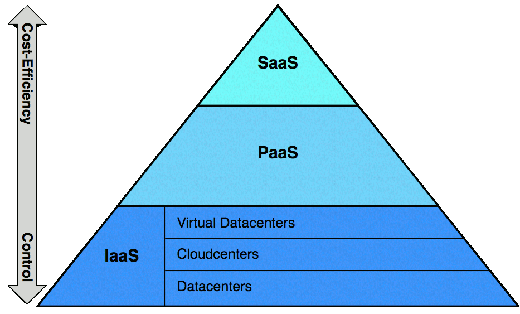 Cost-Efficiency
Control
SaaS
PaaS
IaaS
Virtual Datacenters
Cloudcenters
Datacenters